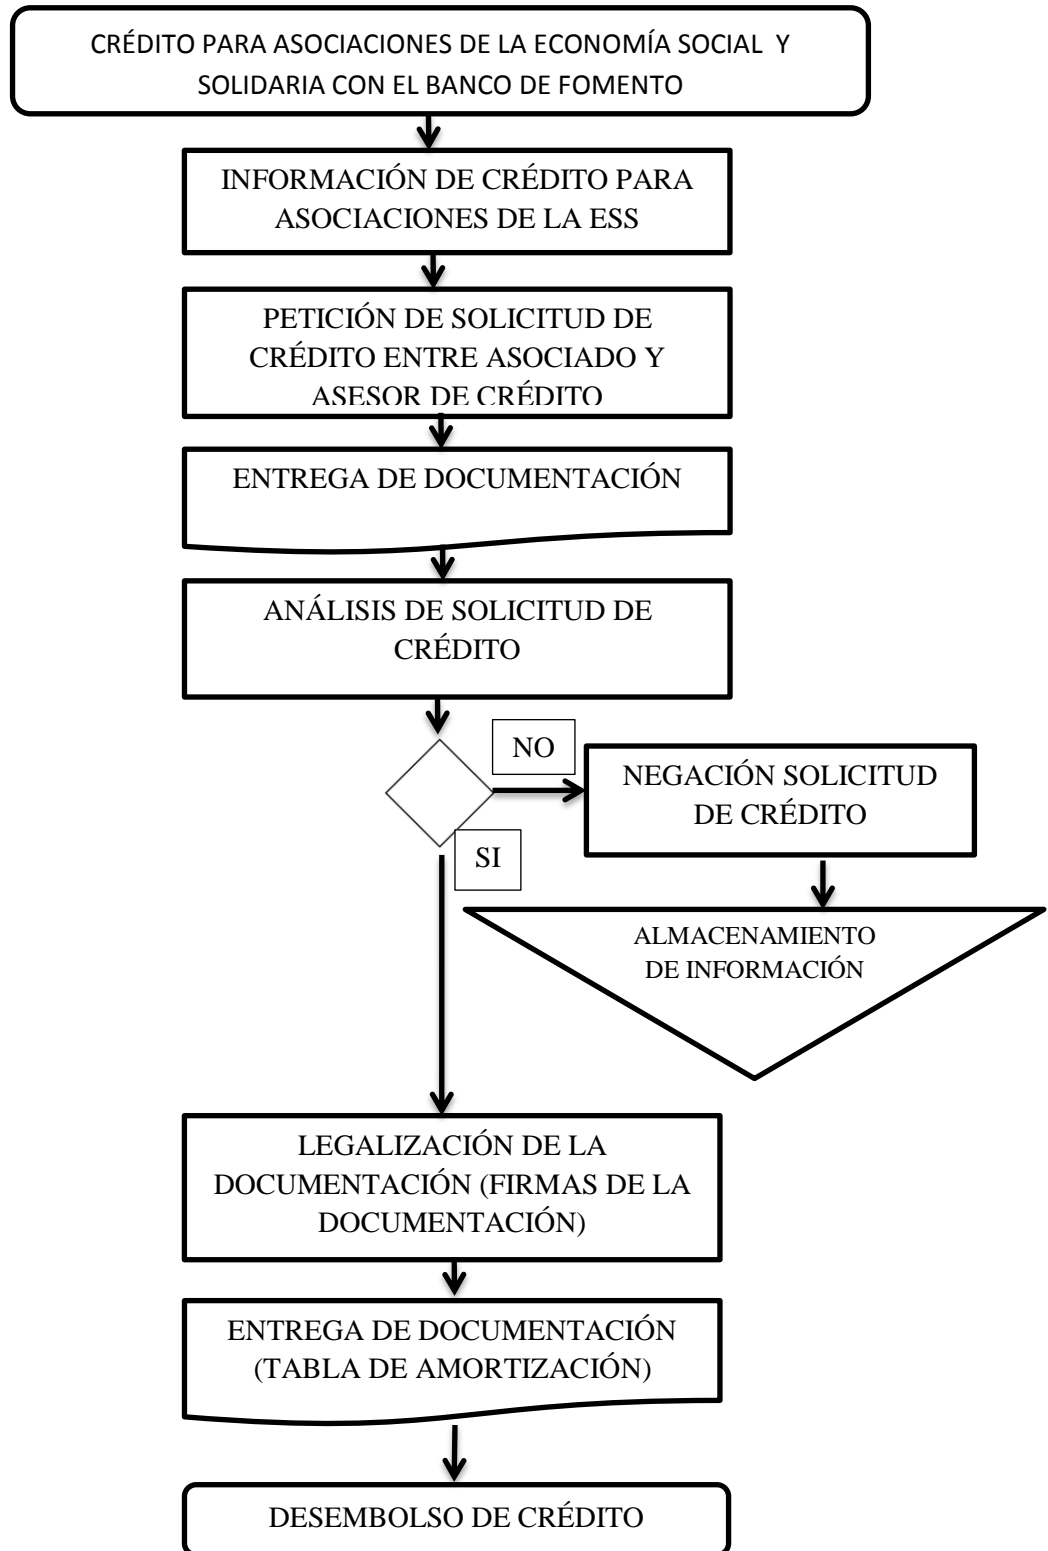 CRÉDITO PARA ASOCIACIONES DE LA ECONOMÍA SOCIAL Y
SOLIDARIA CON EL BANCO DE FOMENTO
INFORMACIÓN DE CRÉDITO PARA
ASOCIACIONES DE LA ESS
PETICIÓN DE SOLICITUD DE
CRÉDITO ENTRE ASOCIADO Y
ASESOR DE CRÉDITO
ENTREGA DE DOCUMENTACIÓN
ANÁLISIS DE SOLICITUD DE
CRÉDITO
NO
NEGACIÓN SOLICITUD
DE CRÉDITO
SI
ALMACENAMIENTO
DE INFORMACIÓN
LEGALIZACIÓN DE LA
DOCUMENTACIÓN (FIRMAS DE LA
DOCUMENTACIÓN)
ENTREGA DE DOCUMENTACIÓN
(TABLA DE AMORTIZACIÓN)
DESEMBOLSO DE CRÉDITO